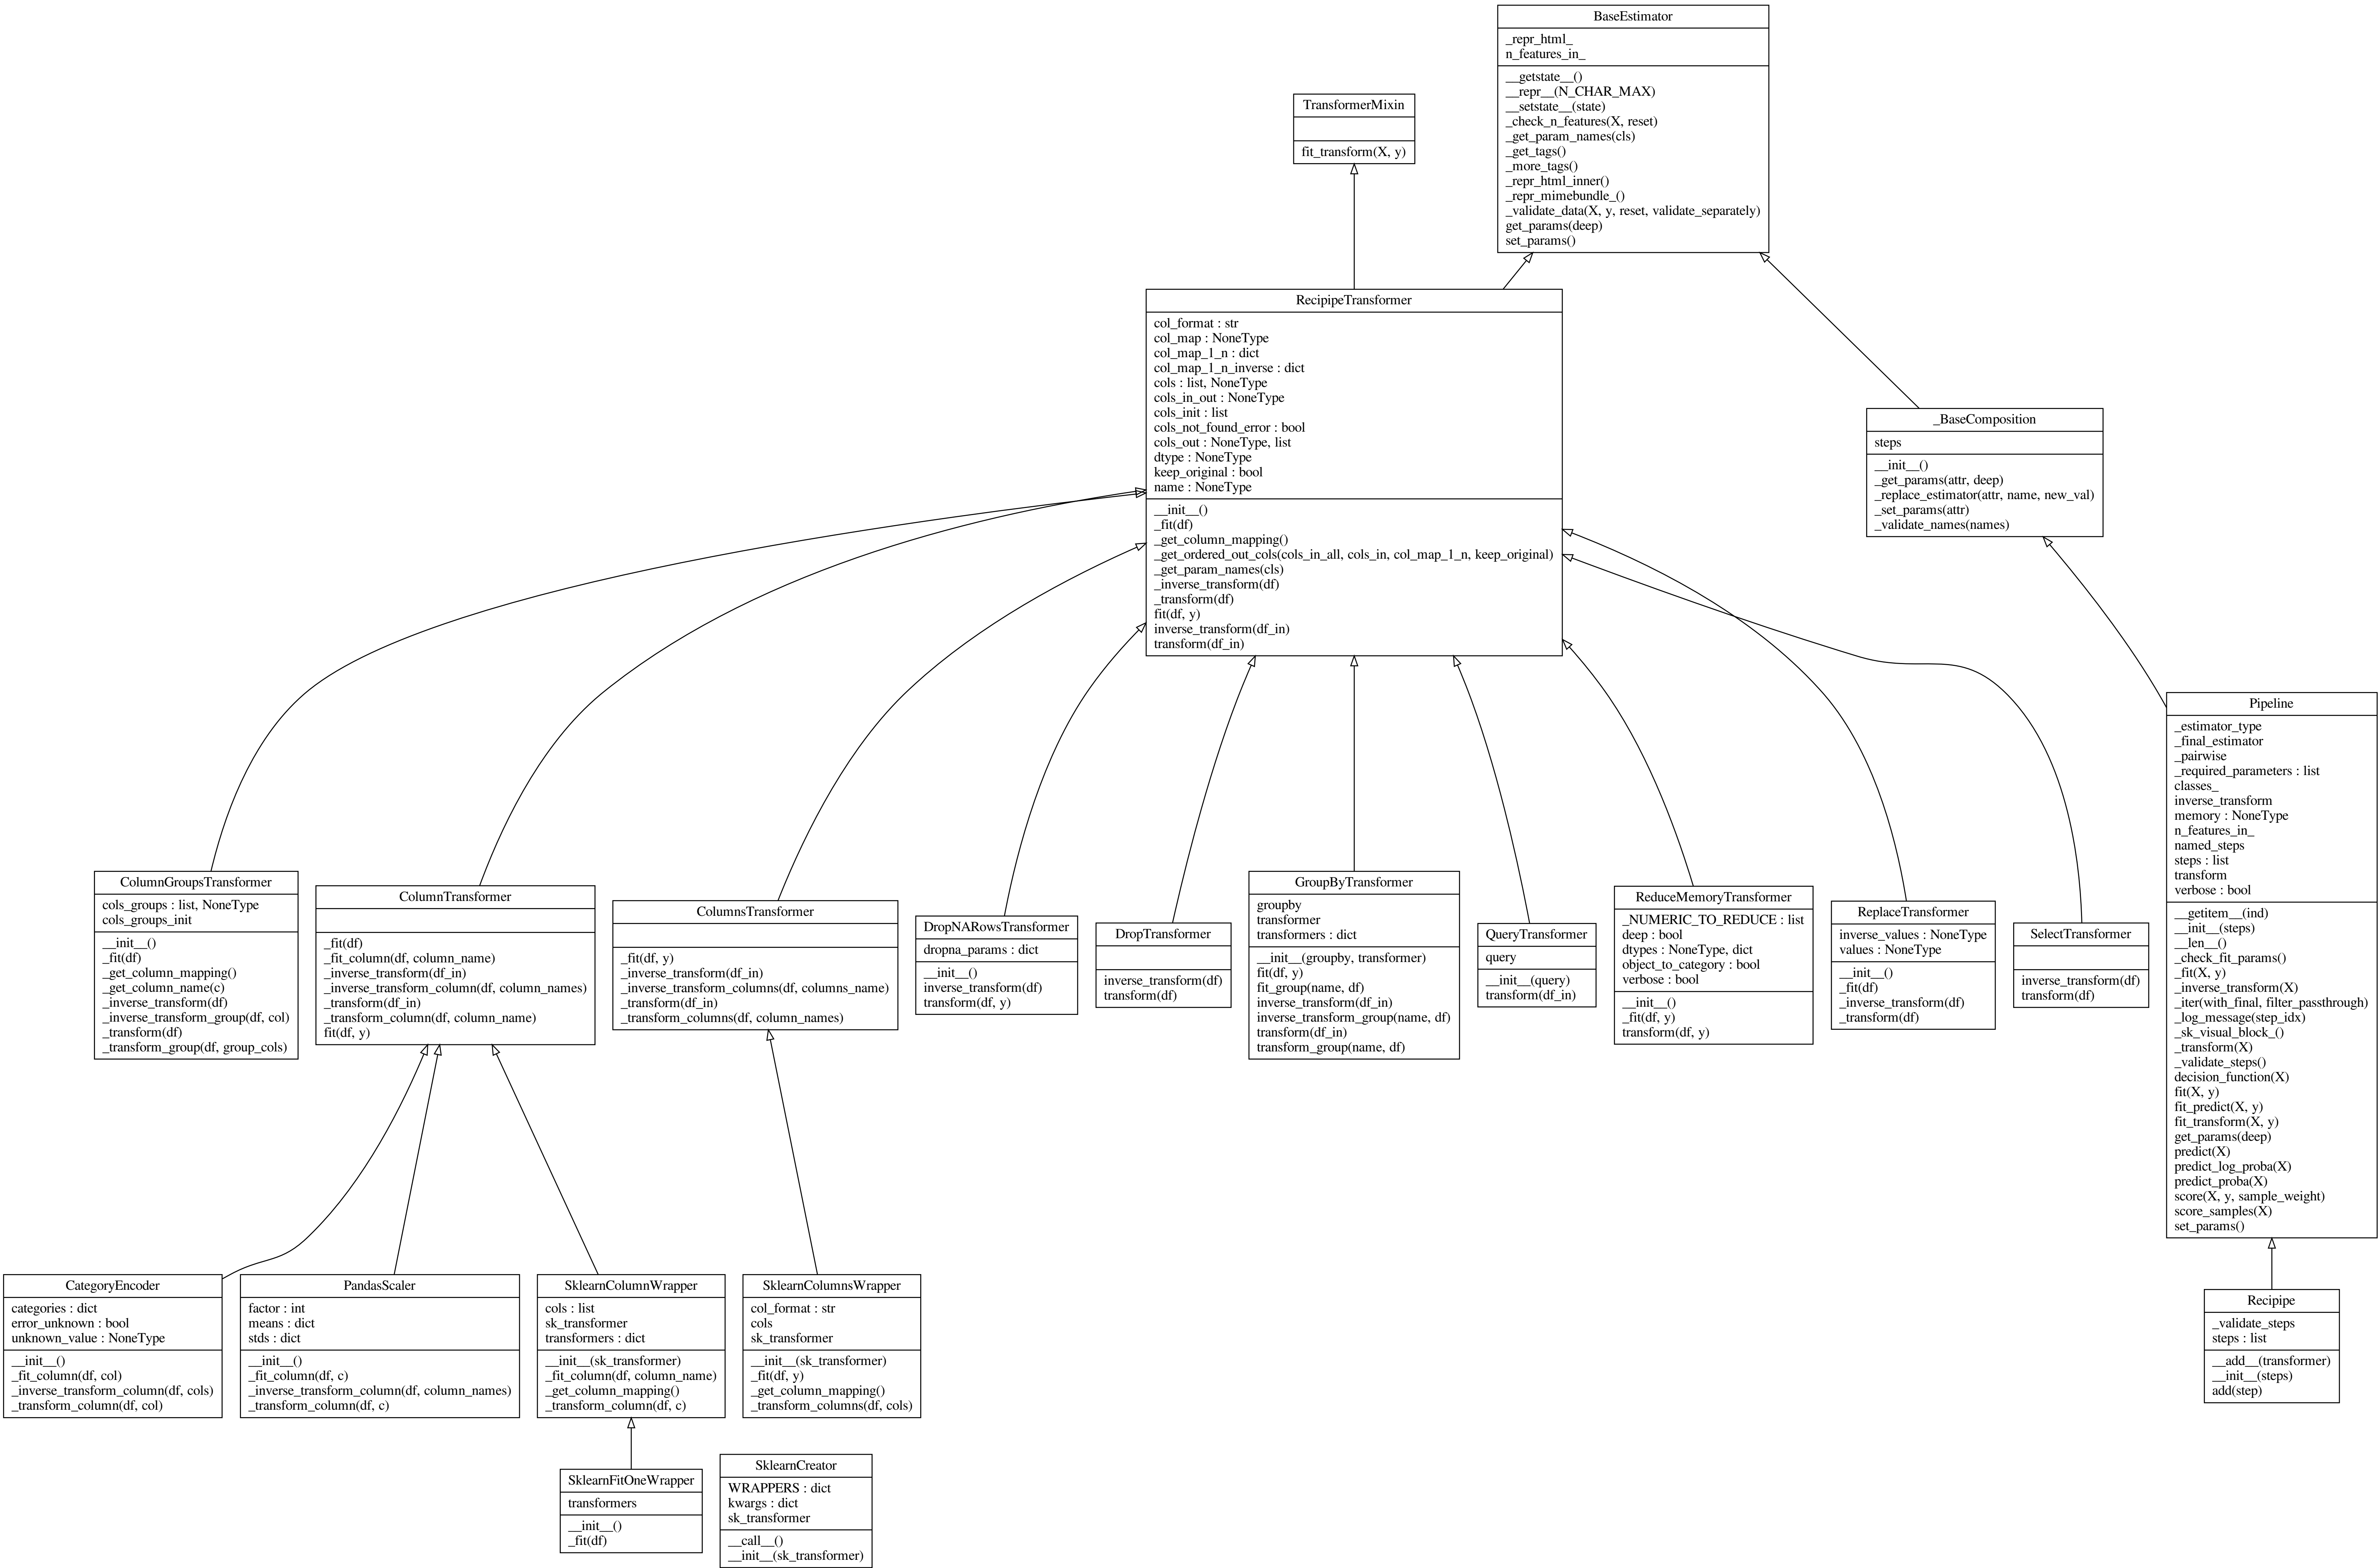 BaseEstimator
_repr_html_
n_features_in_
__getstate__()
__repr__(N_CHAR_MAX)
__setstate__(state)
_check_n_features(X, reset)
_get_param_names(cls)
_get_tags()
_more_tags()
_repr_html_inner()
_repr_mimebundle_()
_validate_data(X, y, reset, validate_separately)
get_params(deep)
set_params()
TransformerMixin
fit_transform(X, y)
RecipipeTransformer
col_format : str
col_map : NoneType
col_map_1_n : dict
col_map_1_n_inverse : dict
cols : list, NoneType
cols_in_out : NoneType
cols_init : list
cols_not_found_error : bool
cols_out : NoneType, list
dtype : NoneType
keep_original : bool
name : NoneType
__init__()
_fit(df)
_get_column_mapping()
_get_ordered_out_cols(cols_in_all, cols_in, col_map_1_n, keep_original)
_get_param_names(cls)
_inverse_transform(df)
_transform(df)
fit(df, y)
inverse_transform(df_in)
transform(df_in)
_BaseComposition
steps
__init__()
_get_params(attr, deep)
_replace_estimator(attr, name, new_val)
_set_params(attr)
_validate_names(names)
Pipeline
_estimator_type
_final_estimator
_pairwise
_required_parameters : list
classes_
inverse_transform
memory : NoneType
n_features_in_
named_steps
steps : list
transform
verbose : bool
__getitem__(ind)
__init__(steps)
__len__()
_check_fit_params()
_fit(X, y)
_inverse_transform(X)
_iter(with_final, filter_passthrough)
_log_message(step_idx)
_sk_visual_block_()
_transform(X)
_validate_steps()
decision_function(X)
fit(X, y)
fit_predict(X, y)
fit_transform(X, y)
get_params(deep)
predict(X)
predict_log_proba(X)
predict_proba(X)
score(X, y, sample_weight)
score_samples(X)
set_params()
ColumnGroupsTransformer
cols_groups : list, NoneType
cols_groups_init
__init__()
_fit(df)
_get_column_mapping()
_get_column_name(c)
_inverse_transform(df)
_inverse_transform_group(df, col)
_transform(df)
_transform_group(df, group_cols)
ColumnTransformer
_fit(df)
_fit_column(df, column_name)
_inverse_transform(df_in)
_inverse_transform_column(df, column_names)
_transform(df_in)
_transform_column(df, column_name)
fit(df, y)
ColumnsTransformer
_fit(df, y)
_inverse_transform(df_in)
_inverse_transform_columns(df, columns_name)
_transform(df_in)
_transform_columns(df, column_names)
DropNARowsTransformer
dropna_params : dict
__init__()
inverse_transform(df)
transform(df, y)
DropTransformer
inverse_transform(df)
transform(df)
GroupByTransformer
groupby
transformer
transformers : dict
__init__(groupby, transformer)
fit(df, y)
fit_group(name, df)
inverse_transform(df_in)
inverse_transform_group(name, df)
transform(df_in)
transform_group(name, df)
QueryTransformer
query
__init__(query)
transform(df_in)
ReduceMemoryTransformer
_NUMERIC_TO_REDUCE : list
deep : bool
dtypes : NoneType, dict
object_to_category : bool
verbose : bool
__init__()
_fit(df, y)
transform(df, y)
ReplaceTransformer
inverse_values : NoneType
values : NoneType
__init__()
_fit(df)
_inverse_transform(df)
_transform(df)
SelectTransformer
inverse_transform(df)
transform(df)
CategoryEncoder
categories : dict
error_unknown : bool
unknown_value : NoneType
__init__()
_fit_column(df, col)
_inverse_transform_column(df, cols)
_transform_column(df, col)
PandasScaler
factor : int
means : dict
stds : dict
__init__()
_fit_column(df, c)
_inverse_transform_column(df, column_names)
_transform_column(df, c)
SklearnColumnWrapper
cols : list
sk_transformer
transformers : dict
__init__(sk_transformer)
_fit_column(df, column_name)
_get_column_mapping()
_transform_column(df, c)
SklearnColumnsWrapper
col_format : str
cols
sk_transformer
__init__(sk_transformer)
_fit(df, y)
_get_column_mapping()
_transform_columns(df, cols)
Recipipe
_validate_steps
steps : list
__add__(transformer)
__init__(steps)
add(step)
SklearnFitOneWrapper
transformers
__init__()
_fit(df)
SklearnCreator
WRAPPERS : dict
kwargs : dict
sk_transformer
__call__()
__init__(sk_transformer)